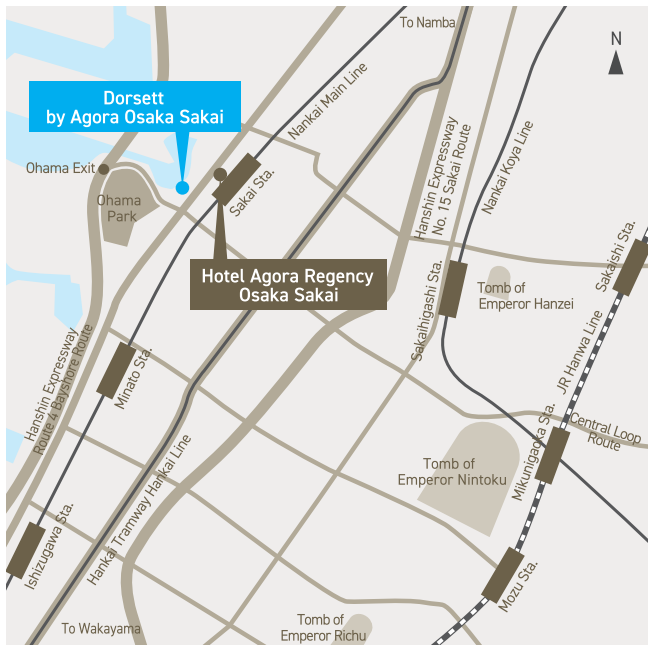 To Namba
N
Dorsett
by Agora Osaka Sakai
Nankai Main Line
Hanshin Expressway
No. 15 Sakai Route
Nankai Koya Line
Ohama Exit
Ohama
Park
Sakai Sta.
Hotel Agora Regency
Osaka Sakai
Sakaihigashi Sta.
Tomb of
Emperor Hanzei
Sakaishi Sta.
JR Hanwa Line
Hanshin Expressway
Route 4 Bayshore Route
Minato Sta.
Central Loop
Route
Mikunigaoka Sta.
Tomb of
Emperor Nintoku
Hankai Tramway Hankai Line
Ishizugawa Sta.
Mozu Sta.
To Wakayama
Tomb of
Emperor Richu